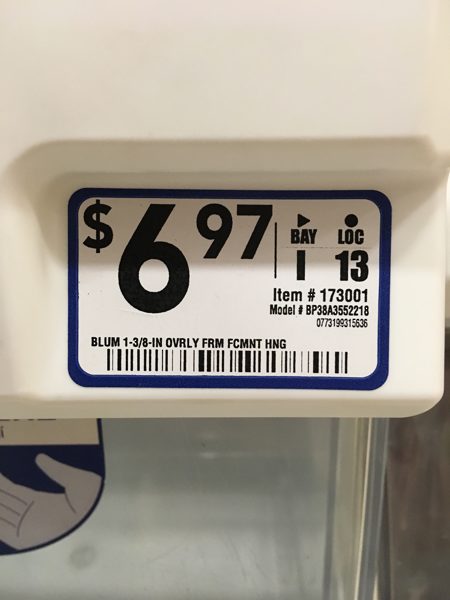 $6 97
BAY LOC
1 13
Item # 173001
Model # BP38A3552218
0773199315636
BLUM 1-3/8-IN OVRLY FRM FCMNT HNG